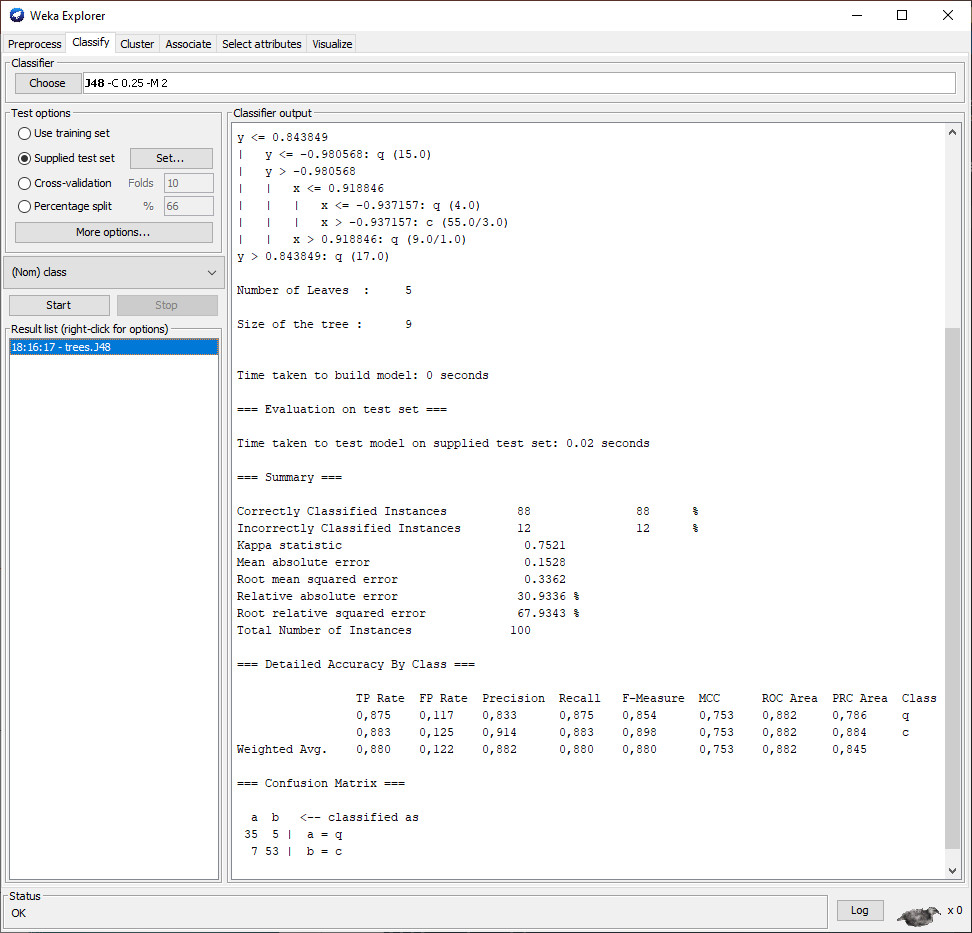 Weka Explorer
Preprocess Classify Cluster Associate Select attributes Visualize
Classifier
Choose J48 -C 0.25 -M 2
Test options
Use training set
Supplied test set Set...
Cross-validation Folds 10
Percentage split % 66
More options...
(Nom) class
Start Stop
Result list (right-click for options)
18:16:17 - trees.J48
Classifier output
y <= 0.843849
|   y <= -0.980568: q (15.0)
|   y > -0.980568
|   |   x <= 0.918846
|   |   |   x <= -0.937157: q (4.0)
|   |   |   x > -0.937157: c (55.0/3.0)
|   |   x > 0.918846: q (9.0/1.0)
y > 0.843849: q (17.0)
Number of Leaves  :     5
Size of the tree :      9
Time taken to build model: 0 seconds
=== Evaluation on test set ===
Time taken to test model on supplied test set: 0.02 seconds
=== Summary ===
Correctly Classified Instances          88               88      %
Incorrectly Classified Instances        12               12      %
Kappa statistic                          0.7521
Mean absolute error                      0.1528
Root mean squared error                  0.3362
Relative absolute error                 30.9336 %
Root relative squared error             67.9343 %
Total Number of Instances              100
=== Detailed Accuracy By Class ===
                 TP Rate  FP Rate  Precision  Recall   F-Measure  MCC      ROC Area  PRC Area  Class
                 0,875    0,117    0,833      0,875    0,854      0,753    0,882     0,786     q
                 0,883    0,125    0,914      0,883    0,898      0,753    0,882     0,884     c
Weighted Avg.    0,880    0,122    0,882      0,880    0,880      0,753    0,882     0,845
=== Confusion Matrix ===
  a  b   <-- classified as
 35  5 |  a = q
  7 53 |  b = c
Status
OK
Log
x 0